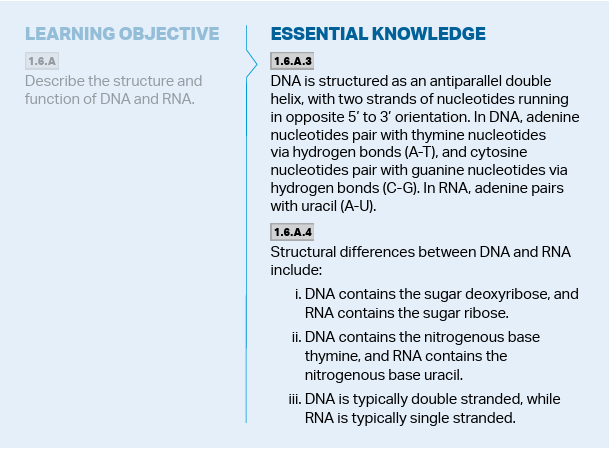 LEARNING OBJECTIVE
1.6.A
Describe the structure and
function of DNA and RNA.
ESSENTIAL KNOWLEDGE
1.6.A.3
DNA is structured as an antiparallel double
helix, with two strands of nucleotides running
in opposite 5’ to 3’ orientation. In DNA, adenine
nucleotides pair with thymine nucleotides
via hydrogen bonds (A-T), and cytosine
nucleotides pair with guanine nucleotides via
hydrogen bonds (C-G). In RNA, adenine pairs
with uracil (A-U).
1.6.A.4
Structural differences between DNA and RNA
include:
i. DNA contains the sugar deoxyribose, and
RNA contains the sugar ribose.
ii. DNA contains the nitrogenous base
thymine, and RNA contains the
nitrogenous base uracil.
iii. DNA is typically double stranded, while
RNA is typically single stranded.